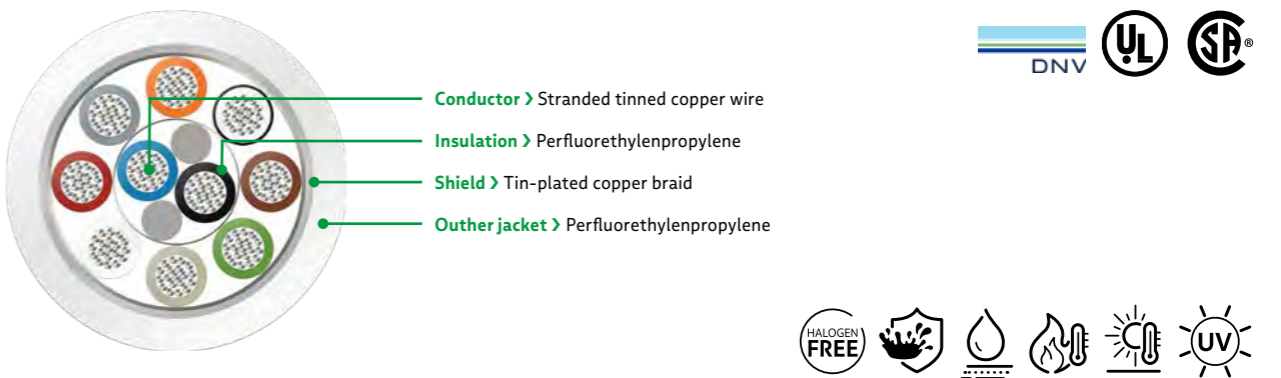 DNV
UL
SA ®
Conductor > Stranded tinned copper wire
Insulation > Perfluorethylenpropylene
Shield > Tin-plated copper braid
Outher jacket > Perfluorethylenpropylene
HALOGEN
FREE
UV